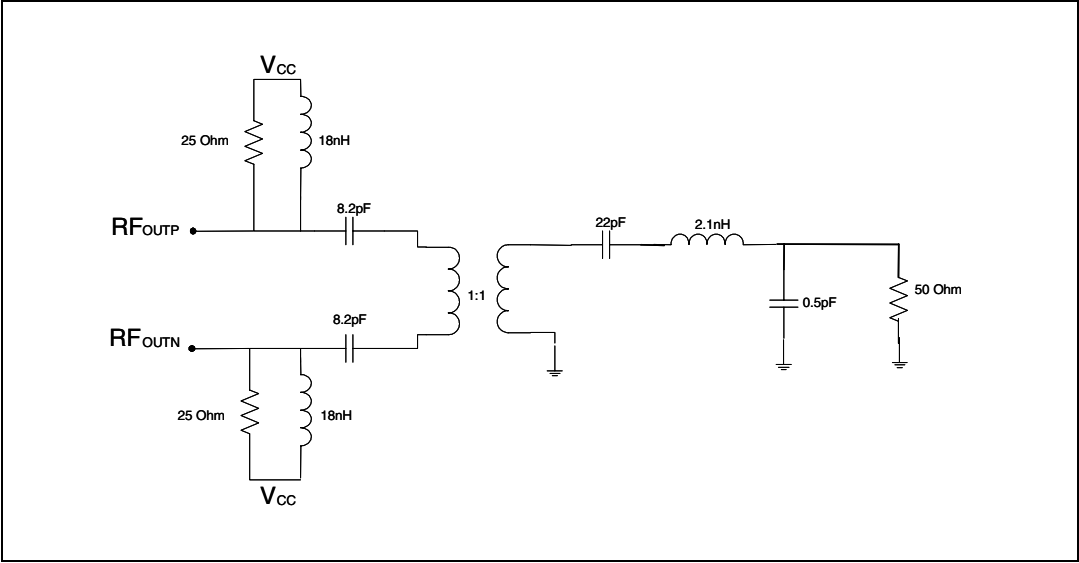 VCC
25 Ohm
18nH
8.2pF
RFOUTP
22pF
2.1nH
1:1
50 Ohm
0.5pF
8.2pF
RFOUTN
25 Ohm
18nH
VCC